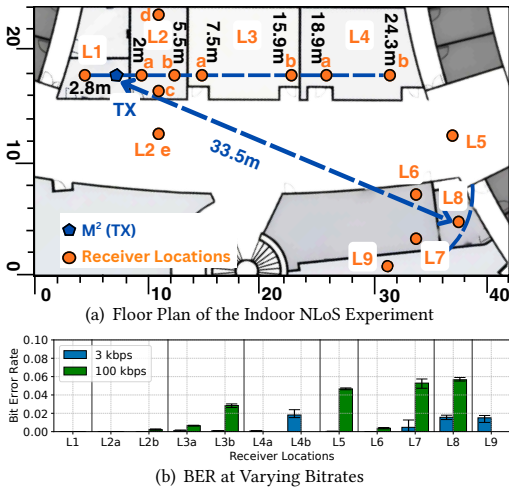 20
10
0
L1
2.8m
TX
d
L2
2m
a
b
5.5m
c
L2 e
7.5m
a
L3
15.9m
b
18.9m
a
L4
24.3m
b
33.5m
L5
L6
L8
L7
L9
M² (TX)
Receiver Locations
0 10 20 30 40
(a) Floor Plan of the Indoor NLoS Experiment
Bit Error Rate
0.10
0.08
0.06
0.04
0.02
0.00
3 kbps
100 kbps
L1 L2a L2b L3a L3b L4a L4b L5 L6 L7 L8 L9
Receiver Locations
(b) BER at Varying Bitrates